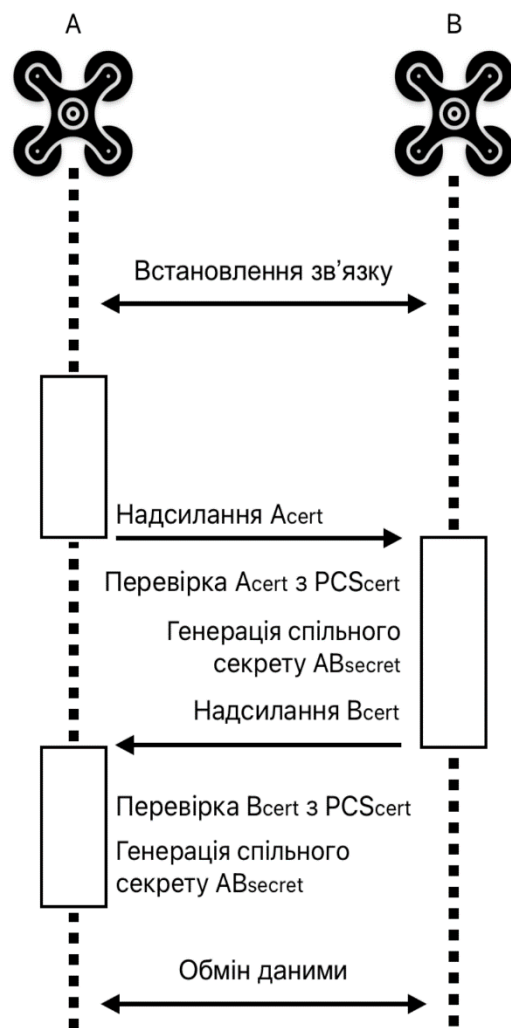 A
B
Встановлення зв’язку
Надсилання Acert
Перевірка Acert з PCScert
Генерація спільного
секрету ABsecret
Надсилання Bcert
Перевірка Bcert з PCScert
Генерація спільного
секрету ABsecret
Обмін даними